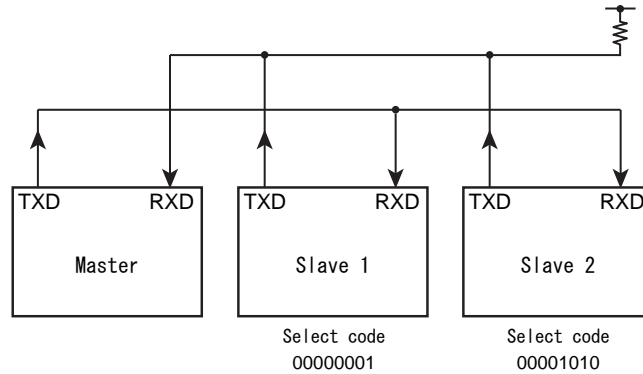 TXD RXD TXD RXD TXD RXD
Master Slave 1 Slave 2
Select code Select code
00000001 00001010